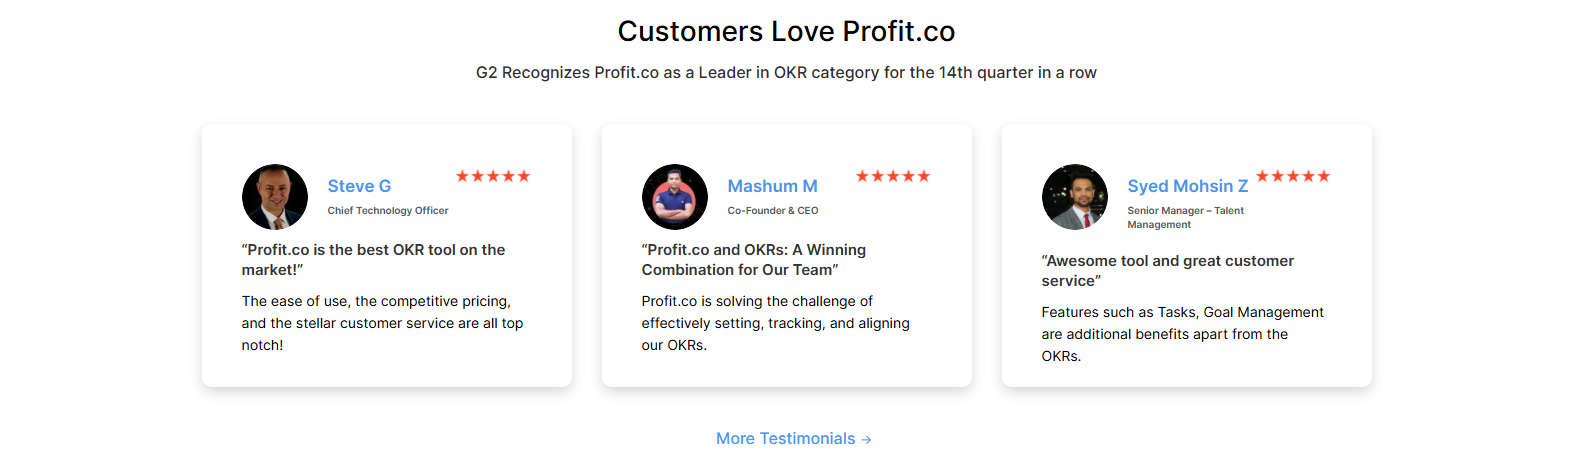 Customers Love Profit.co
G2 Recognizes Profit.co as a Leader in OKR category for the 14th quarter in a row
Steve G
Chief Technology Officer
“Profit.co is the best OKR tool on the
market!”
The ease of use, the competitive pricing,
and the stellar customer service are all top
notch!
Mashum M
Co-Founder & CEO
“Profit.co and OKRs: A Winning
Combination for Our Team”
Profit.co is solving the challenge of
effectively setting, tracking, and aligning
our OKRs.
Syed Mohsin Z
Senior Manager – Talent
Management
“Awesome tool and great customer
service”
Features such as Tasks, Goal Management
are additional benefits apart from the
OKRs.
More Testimonials →